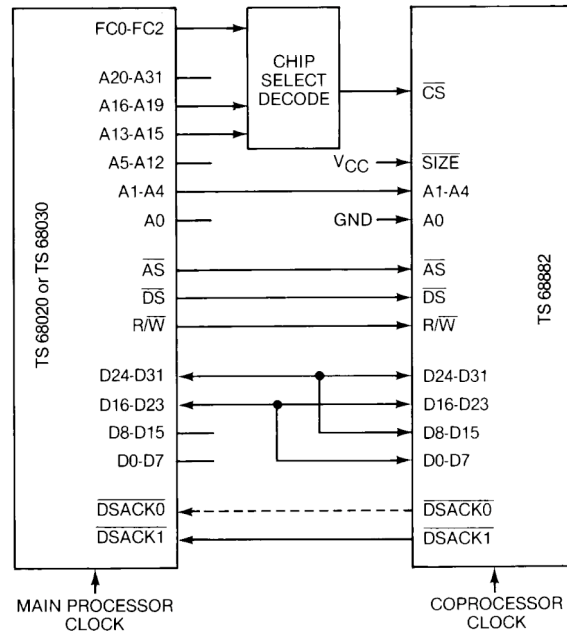 TS 68020 or TS 68030
FC0-FC2
A20-A31
A16-A19
A13-A15
A5-A12
A1-A4
A0
AS
DS
R/W
D24-D31
D16-D23
D8-D15
D0-D7
DSACK0
DSACK1
CHIP
SELECT
DECODE
VCC
GND
CS
SIZE
A1-A4
A0
AS
DS
R/W
D24-D31
D16-D23
D8-D15
D0-D7
DSACK0
DSACK1
TS 68882
MAIN PROCESSOR
CLOCK
COPROCESSOR
CLOCK